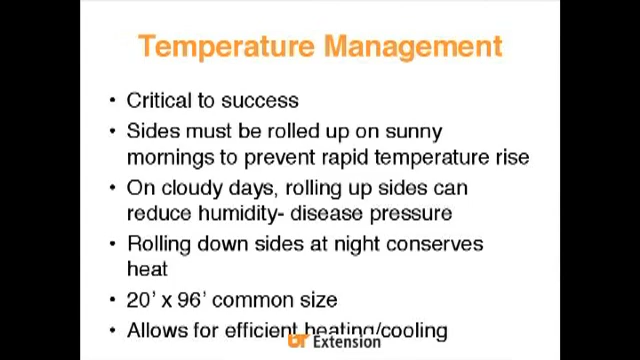 Temperature Management
• Critical to success
• Sides must be rolled up on sunny
mornings to prevent rapid temperature rise
• On cloudy days, rolling up sides can
reduce humidity- disease pressure
• Rolling down sides at night conserves
heat
• 20' x 96' common size
• Allows for efficient heating/cooling
UT Extension